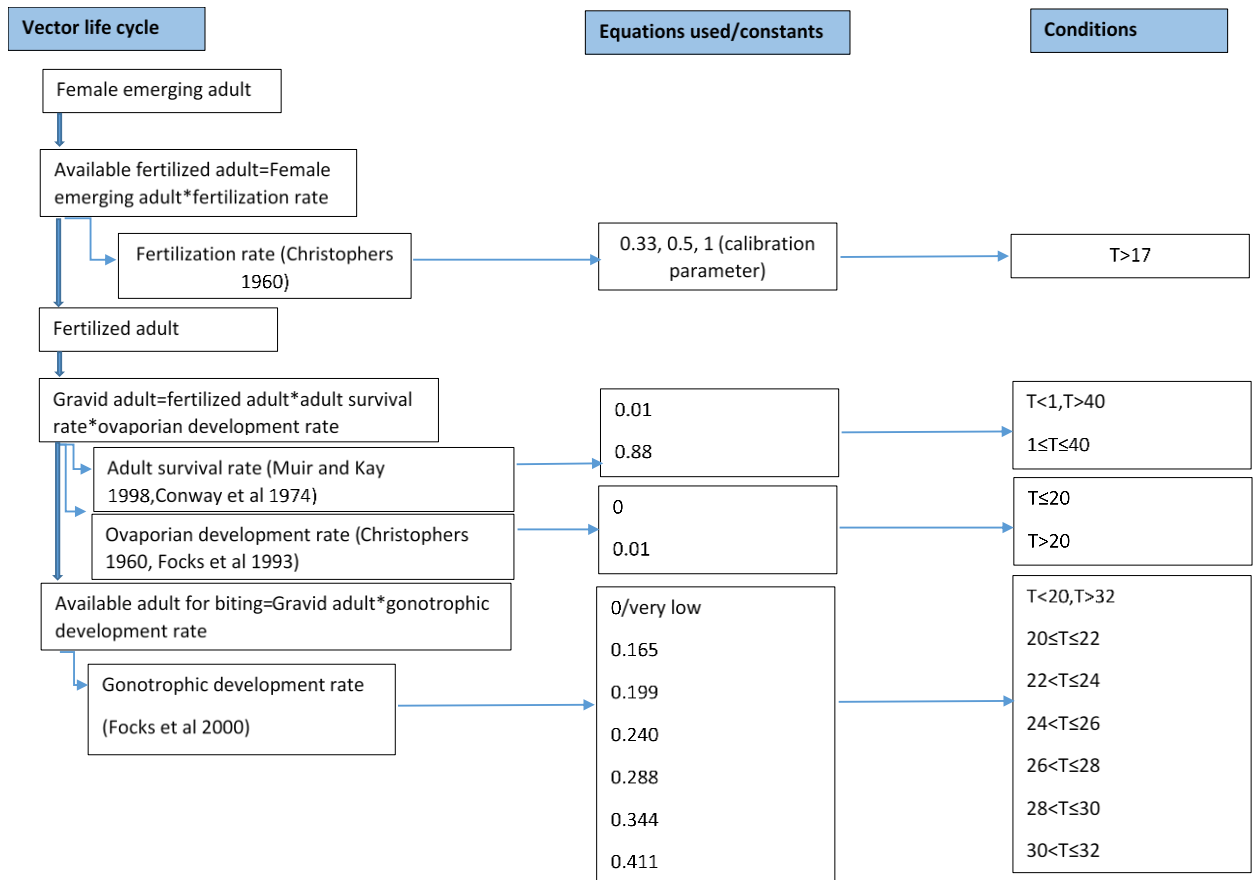 Vector life cycle
Equations used/constants
Conditions
Female emerging adult
Available fertilized adult=Female
emerging adult*fertilization rate
Fertilization rate (Christophers
1960)
0.33, 0.5, 1 (calibration
parameter)
T>17
Fertilized adult
Gravid adult=fertilized adult*adult survival
rate*ovaporian development rate
Adult survival rate (Muir and Kay
1998,Conway et al 1974)
0.01
0.88
T<1,T>40
1≤T≤40
Ovaporian development rate (Christophers
1960, Focks et al 1993)
0
0.01
T≤20
T>20
Available adult for biting=Gravid adult*gonotrophic
development rate
Gonotrophic development rate
(Focks et al 2000)
0/very low
0.165
0.199
0.240
0.288
0.344
0.411
T<20,T>32
20≤T≤22
22<T≤24
24<T≤26
26<T≤28
28<T≤30
30<T≤32